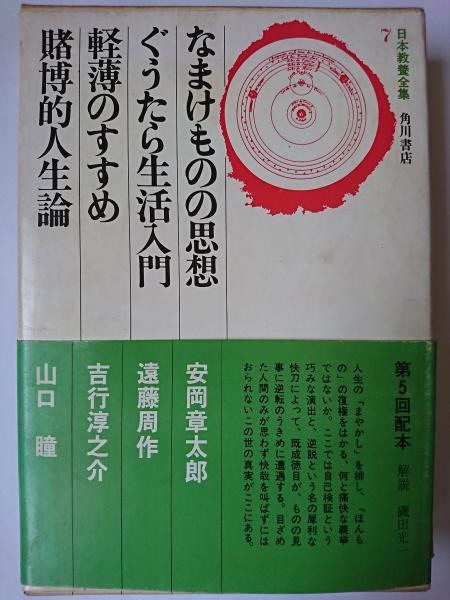 日本教養全集
7
角川書店
なまけものの思想
ぐうたら生活入門
軽薄のすすめ
賭博的人生論
第5回配本
解説 磯田光一
人生の「まやかし」を排し、「ほんも
の」の復権をはかる、何と痛快な義挙
ではないか。ここでは自己検証という
巧みな演出と、逆説という名の犀利な
快刀によって、既成徳目が、ものの見
事に逆転のうきめに遭遇する。目ざめ
た人間のみが思わず快哉を叫ばずには
おられないこの世の真実がここにある。
安岡章太郎
遠藤周作
吉行淳之介
山口 瞳